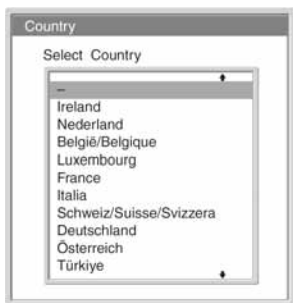 Country
Select Country
–
Ireland
Nederland
België/Belgique
Luxembourg
France
Italia
Schweiz/Suisse/Svizzera
Deutschland
Österreich
Türkiye